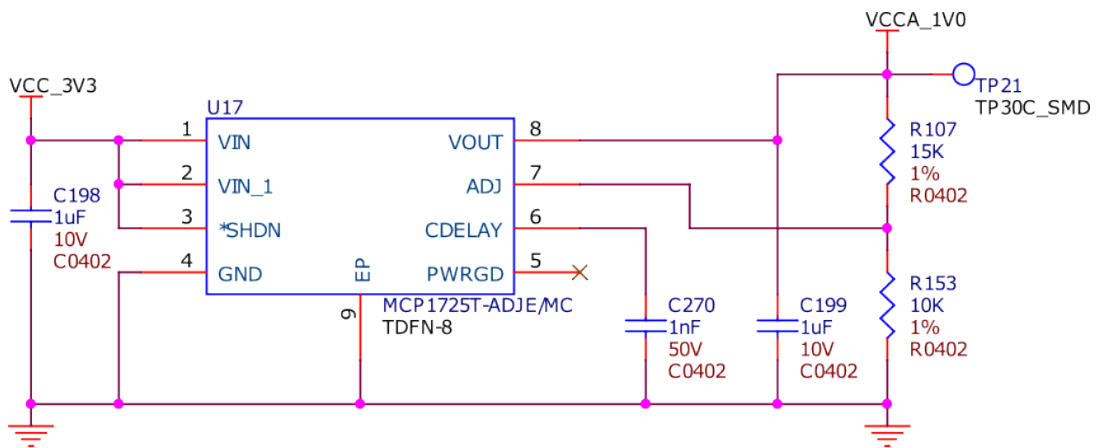 VCCA_1V0
VCC_3V3
TP21
TP30C_SMD
U17
1 VIN VOUT 8
2 VIN_1 ADJ 7
3 *SHDN CDELAY 6
4 GND PWRGD 5
EP
9
MCP1725T-ADJE/MC
TDFN-8
C198
1uF
10V
C0402
C270
1nF
50V
C0402
C199
1uF
10V
C0402
R107
15K
1%
R0402
R153
10K
1%
R0402